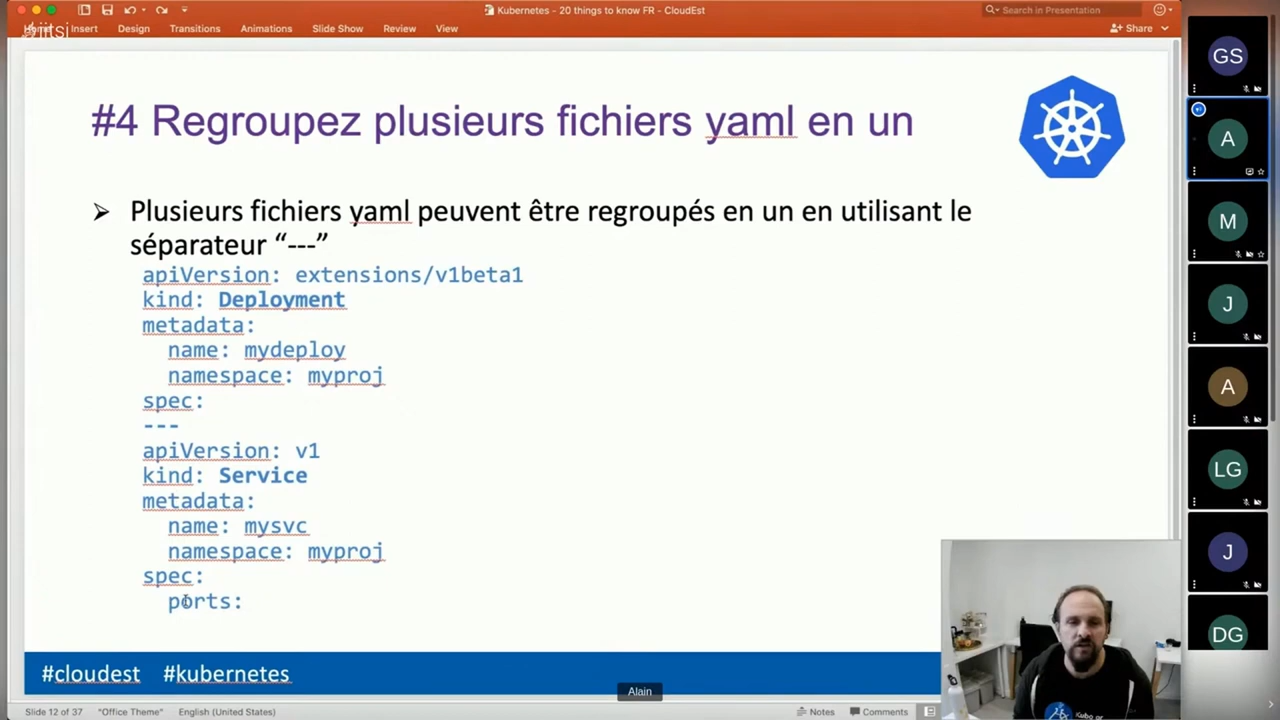 Kubernetes - 20 things to know FR - CloudEst
Search in Presentation
jitsi
Insert
Design
Transitions
Animations
Slide Show
Review
View
Share
#4 Regroupez plusieurs fichiers yaml en un
Plusieurs fichiers yaml peuvent être regroupés en un en utilisant le
séparateur “---”
apiVersion: extensions/v1beta1
kind: Deployment
metadata:
name: mydeploy
namespace: myproj
spec:
---
apiVersion: v1
kind: Service
metadata:
name: mysvc
namespace: myproj
spec:
ports:
#cloudest #kubernetes
Alain
Slide 12 of 37
"Office Theme"
English (United States)
Notes
Comments
GS
A
M
J
A
LG
J
DG